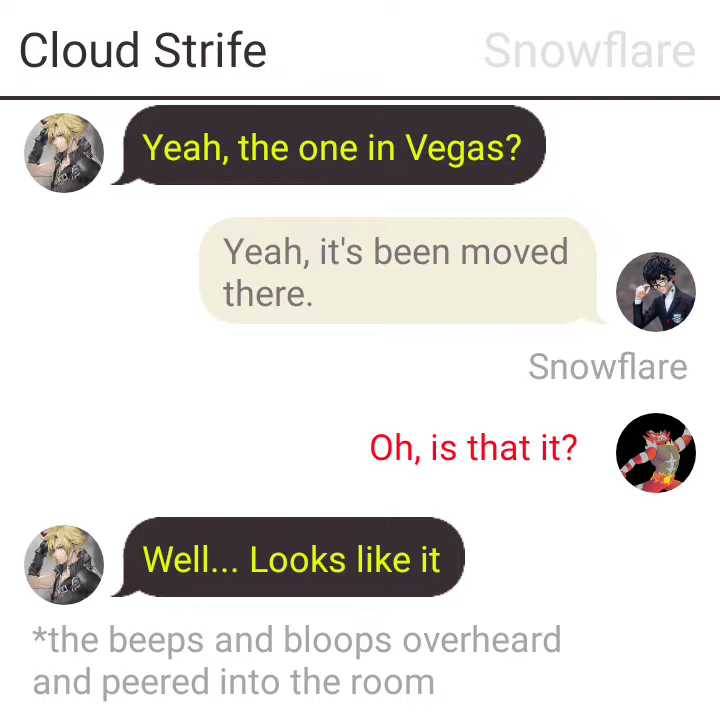 Cloud Strife
Snowflare
Yeah, the one in Vegas?
Yeah, it's been moved
there.
Snowflare
Oh, is that it?
Well... Looks like it
*the beeps and bloops overheard
and peered into the room